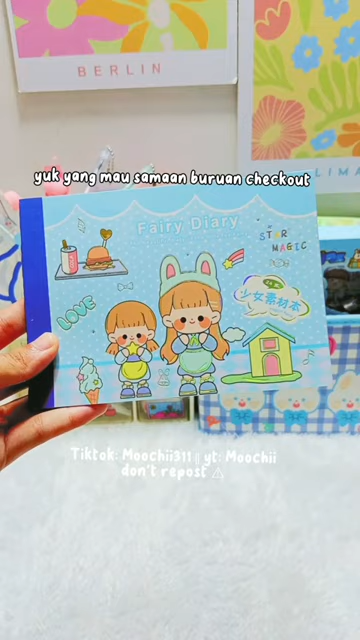 BERLIN
LIMA
yuk yang mau samaan buruan checkout
Fairy Diary
STAR
MAGIC
LOVE
少女素材本
Tiktok: Moochii311 || yt: Moochii
don't repost ⚠